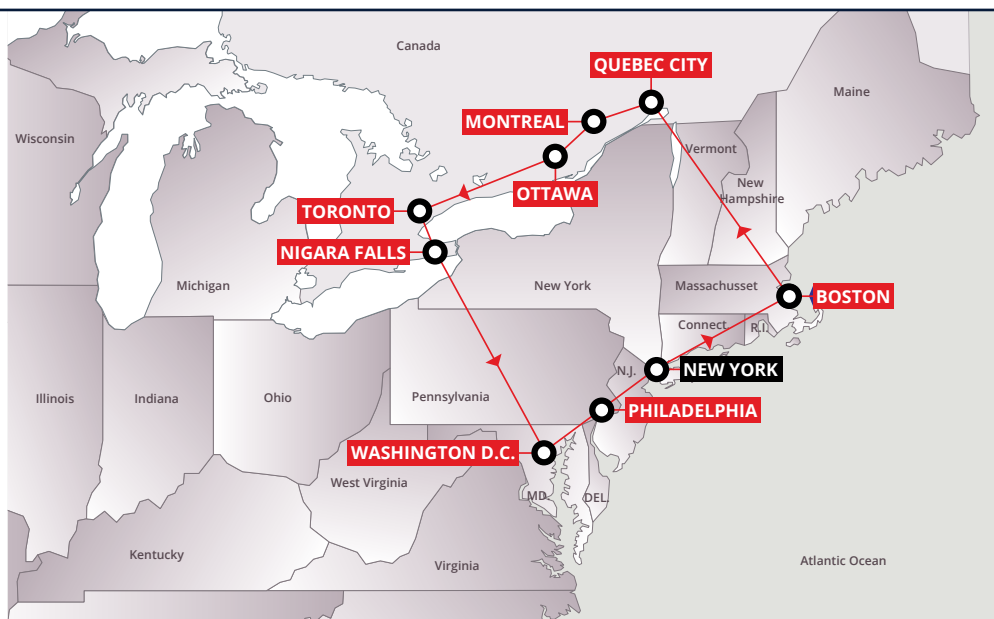 Canada
QUEBEC CITY
Maine
MONTREAL
Wisconsin
Vermont
OTTAWA
New
Hampshire
TORONTO
NIGARA FALLS
Michigan
New York
Massachusset
BOSTON
Connect
R.I.
N.J.
NEW YORK
Illinois
Indiana
Ohio
Pennsylvania
PHILADELPHIA
WASHINGTON D.C.
West Virginia
MD.
DEL.
Kentucky
Virginia
Atlantic Ocean